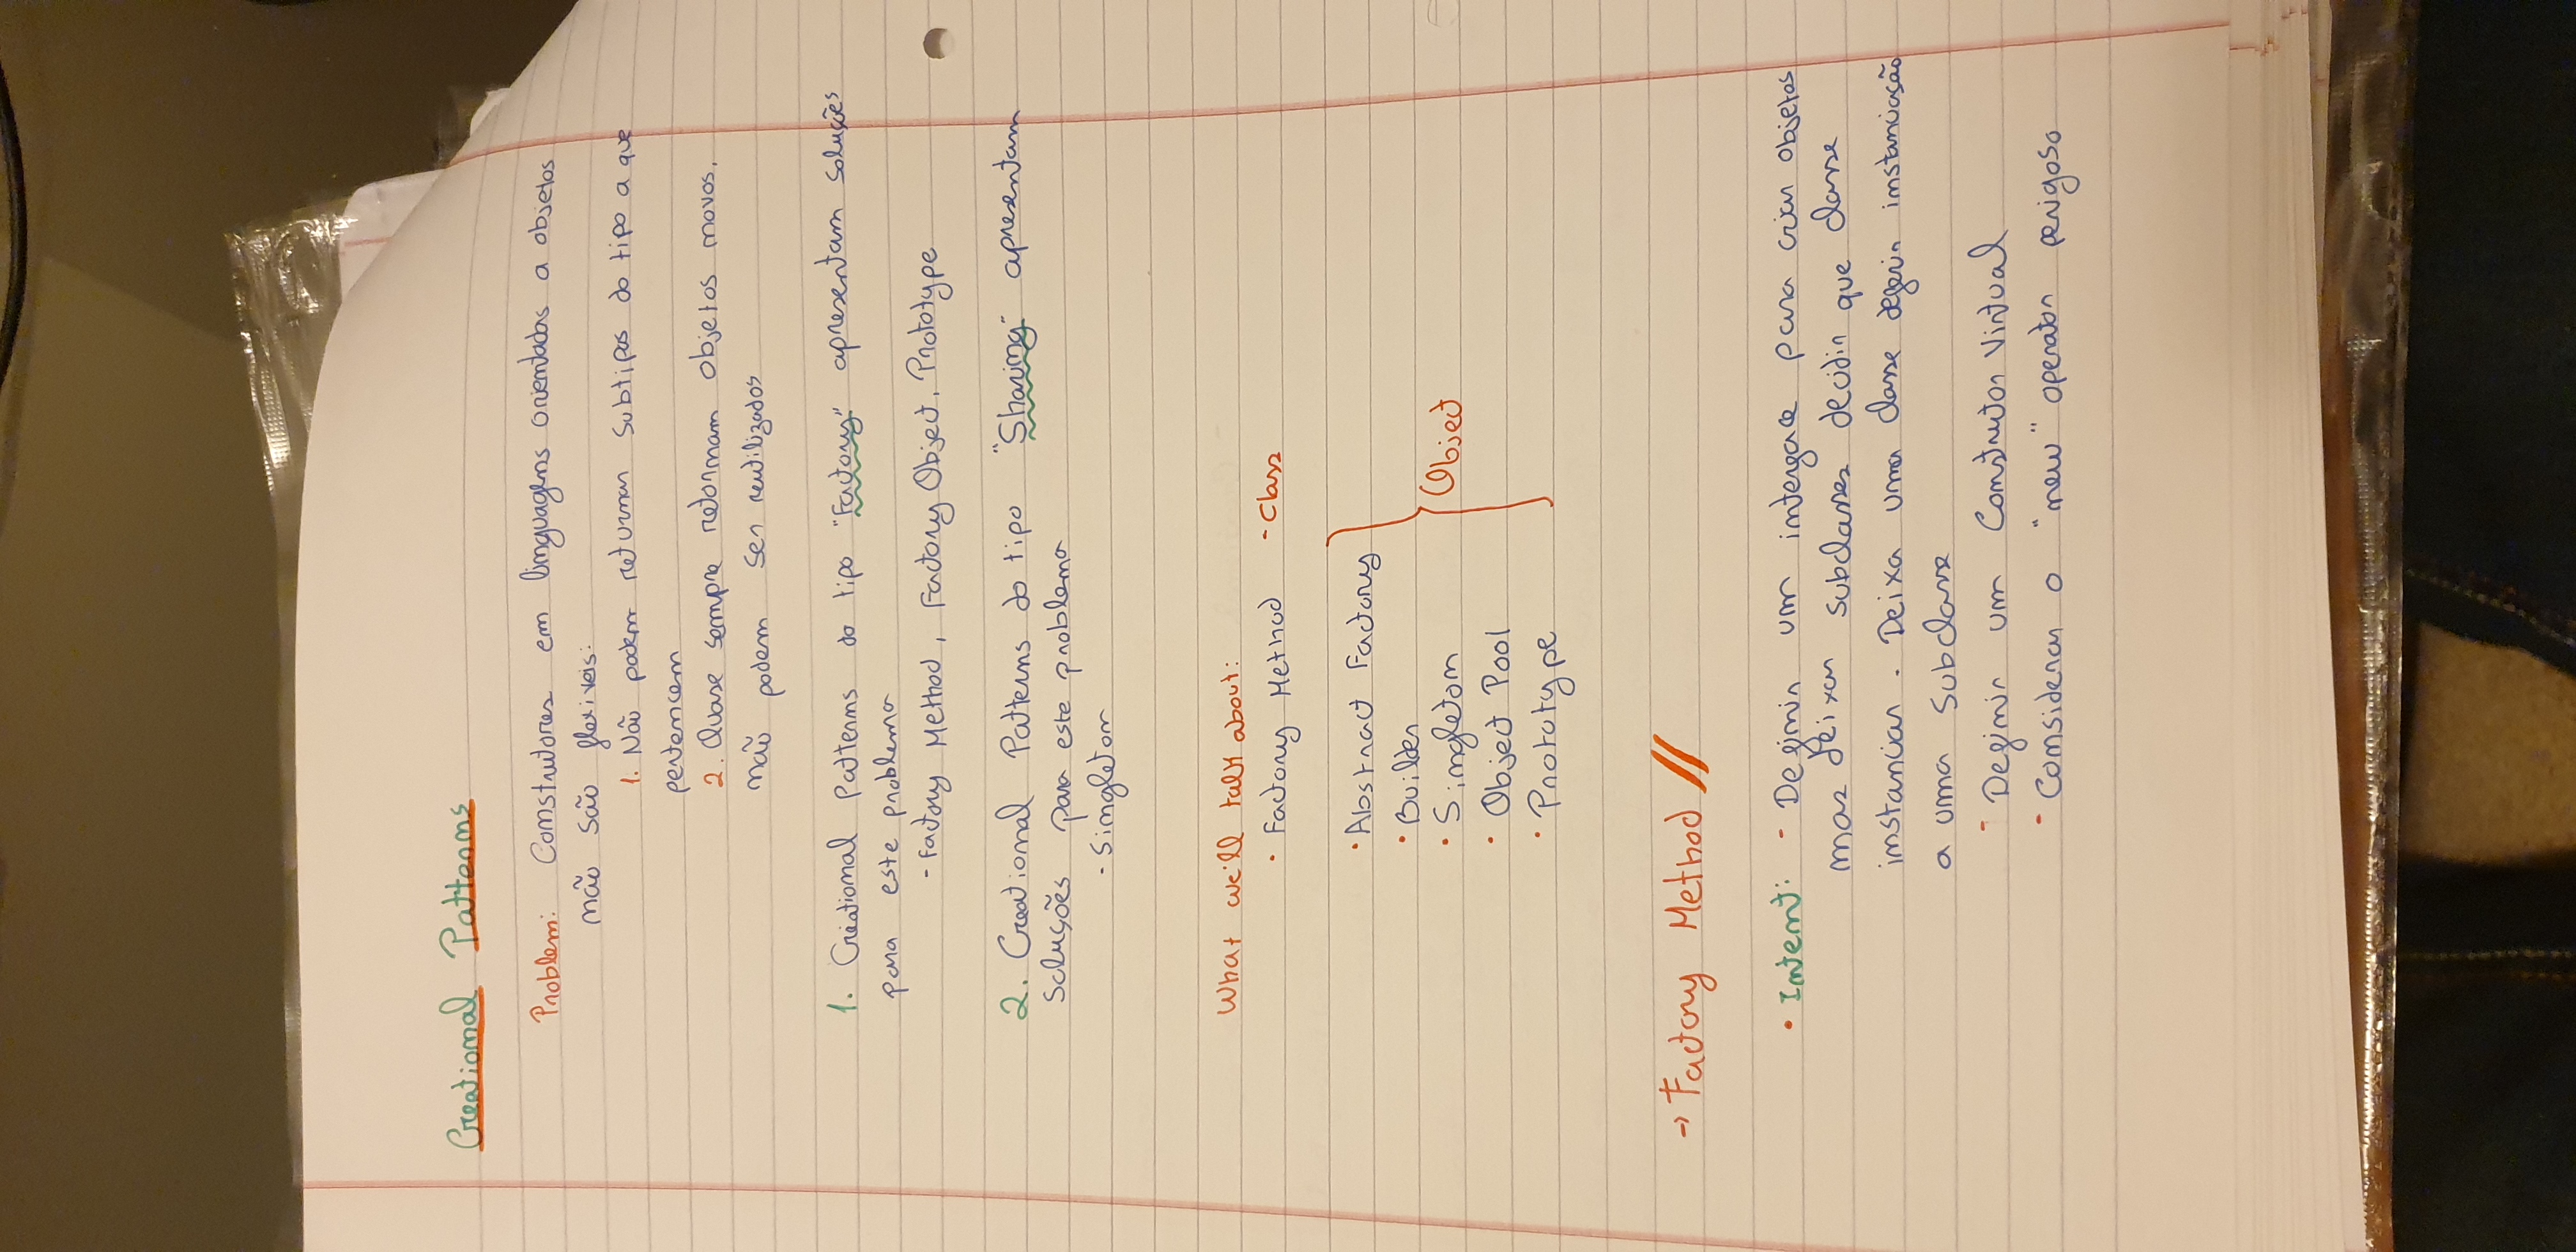 Creational Patterns
Problem: Construtores em linguagens orientadas a objetos
não são flexiveis:
1. Não podem returnar subtipos do tipo a que
pertencem
2. Quase sempre retornam objetos novos,
não podem ser reutilizados
1. Creational Patterns do tipo "Factory" apresentam soluções
para este problema
- Factory Method, Factory Object, Prototype
2. Creational Patterns do tipo "Sharing" apresentam
soluções para este problema
- Singleton
What we'll talk about:
• Factory Method - Class
• Abstract Factory
• Builder
• Singleton
Object
• Object Pool
• Prototype
→ Factory Method //
• Intent: - Definir um interface para criar objetos
mas deixar subclasses decidir que classe
instanciar. Deixa uma classe deferir instanciação
a uma subclasse
- Definir um Construtor Virtual
- Considerar o "new" operator perigoso